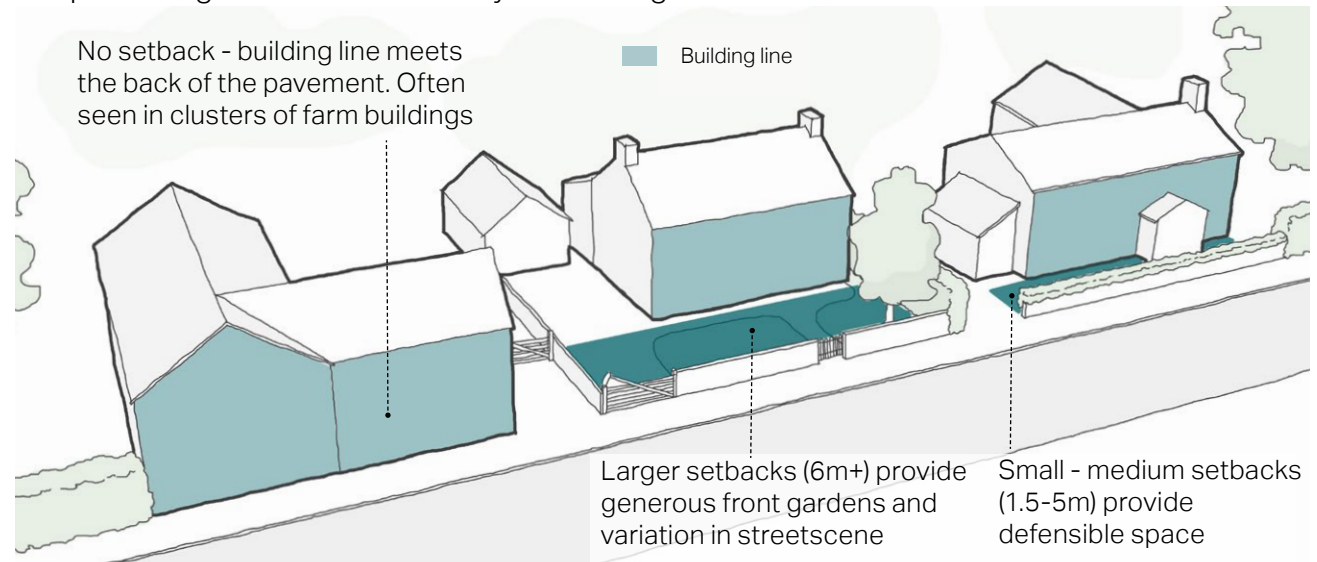 No setback - building line meets
the back of the pavement. Often
seen in clusters of farm buildings
Building line
Larger setbacks (6m+) provide
generous front gardens and
variation in streetscene
Small - medium setbacks
(1.5-5m) provide
defensible space